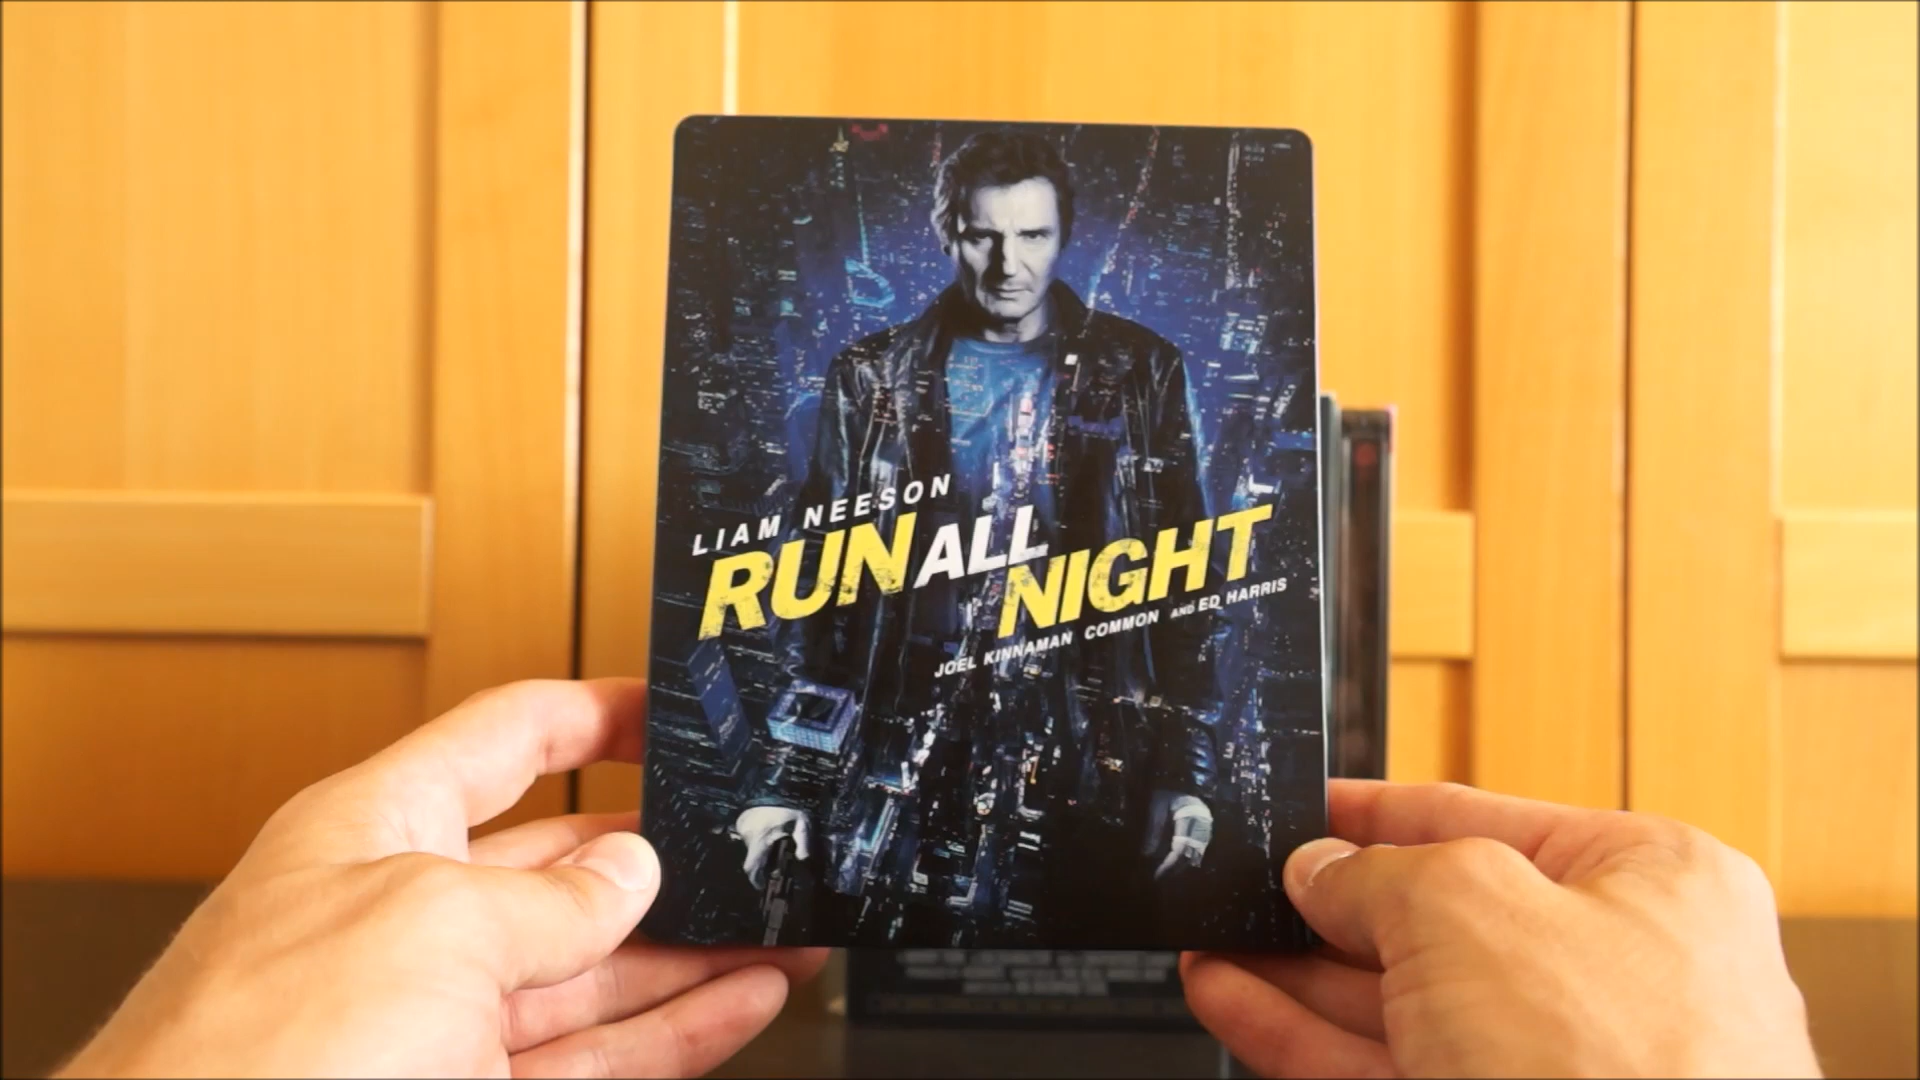 LIAM NEESON
RUN ALL
NIGHT
JOEL KINNAMAN COMMON AND ED HARRIS